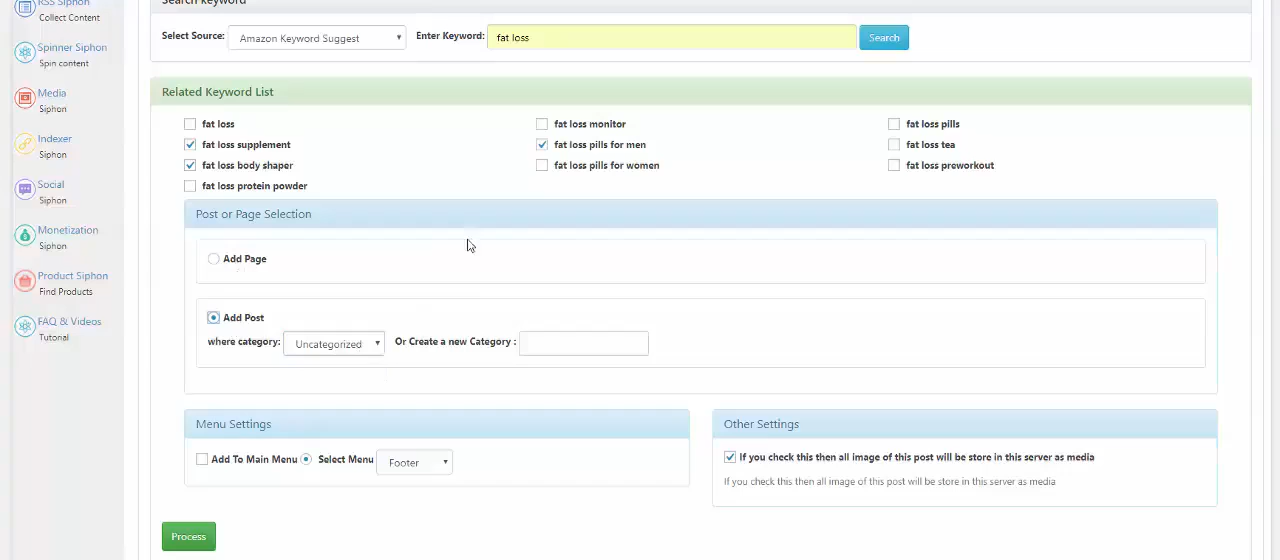 RSS Siphon
Collect Content
Spinner Siphon
Spin content
Media
Siphon
Indexer
Siphon
Social
Siphon
Monetization
Siphon
Product Siphon
Find Products
FAQ & Videos
Tutorial
Search Keyword
Select Source: Amazon Keyword Suggest Enter Keyword: fat loss Search
Related Keyword List
fat loss fat loss monitor fat loss pills
fat loss supplement fat loss pills for men fat loss tea
fat loss body shaper fat loss pills for women fat loss preworkout
fat loss protein powder
Post or Page Selection
Add Page
Add Post
where category: Uncategorized Or Create a new Category :
Menu Settings
Add To Main Menu Select Menu Footer
Other Settings
If you check this then all image of this post will be store in this server as media
If you check this then all image of this post will be store in this server as media
Process